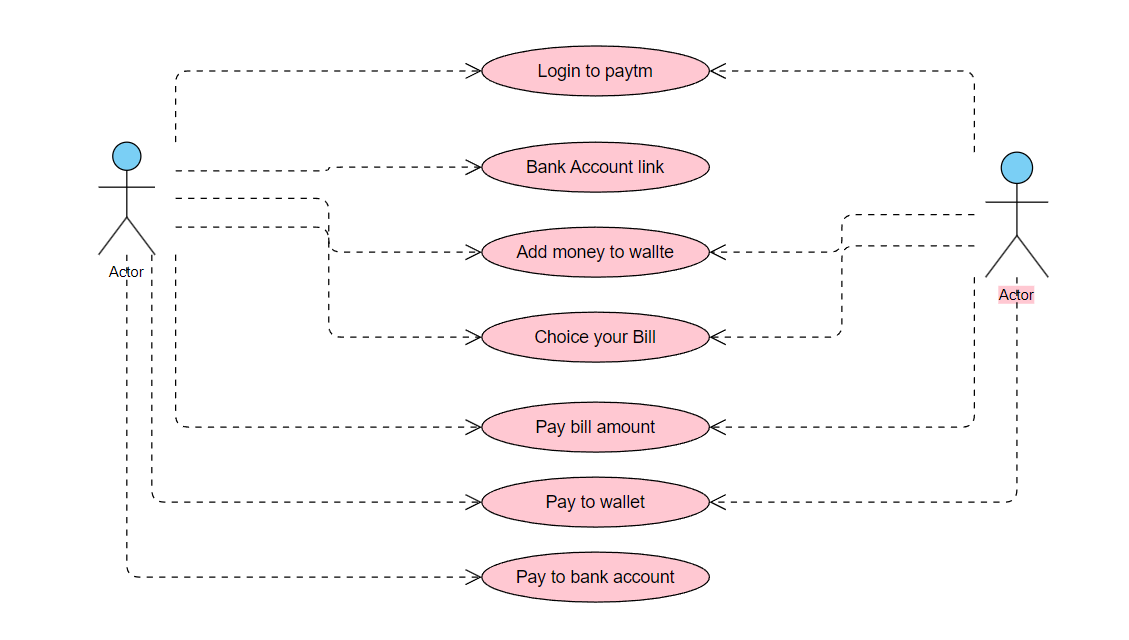 Login to paytm
Bank Account link
Add money to wallte
Actor
Actor
Choice your Bill
Pay bill amount
Pay to wallet
Pay to bank account